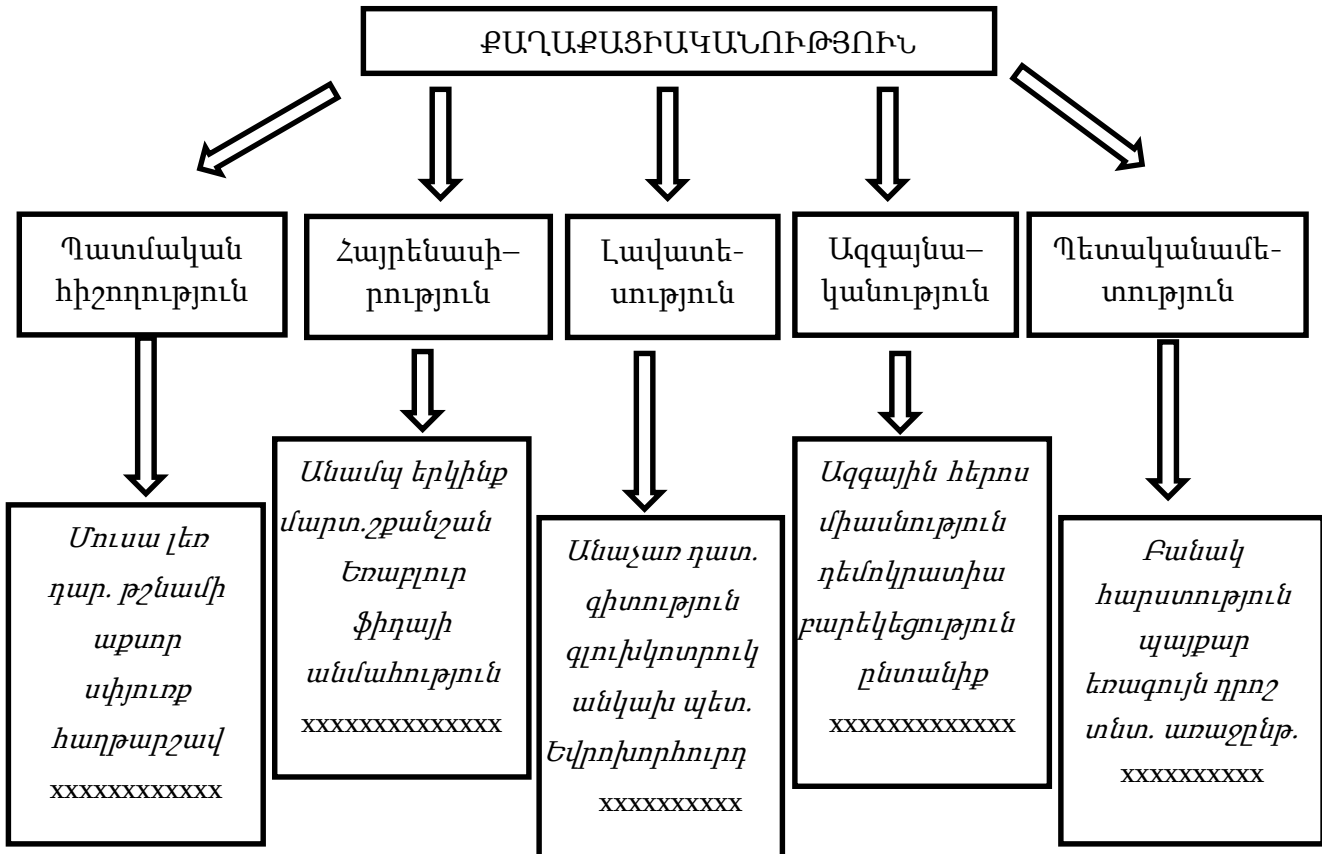 ՔԱՂԱՔԱՑԻԱԿԱՆՈՒԹՅՈՒՆ
Պատմական
հիշողություն
Հայրենասի–
րություն
Լավատե-
սություն
Ազգայնա–
կանություն
Պետականամե-
տություն
Մուսա լեռ
դար. թշնամի
աքսոր
սփյուռք
հաղթարշավ
xxxxxxxxxxxx
Անամպ երկինք
մարտ.շքանշան
Եռաբլուր
ֆիդայի
անմահություն
xxxxxxxxxxxxxx
Անաչառ դատ.
գիտություն
գլուխկոտրուկ
անկախ պետ.
Եվրոխորհուրդ
xxxxxxxxxx
Ազգային հերոս
միասնություն
դեմոկրատիա
բարեկեցություն
ընտանիք
xxxxxxxxxxxxx
Բանակ
հարստություն
պայքար
եռագույն դրոշ
տնտ. առաջընթ.
xxxxxxxxxx